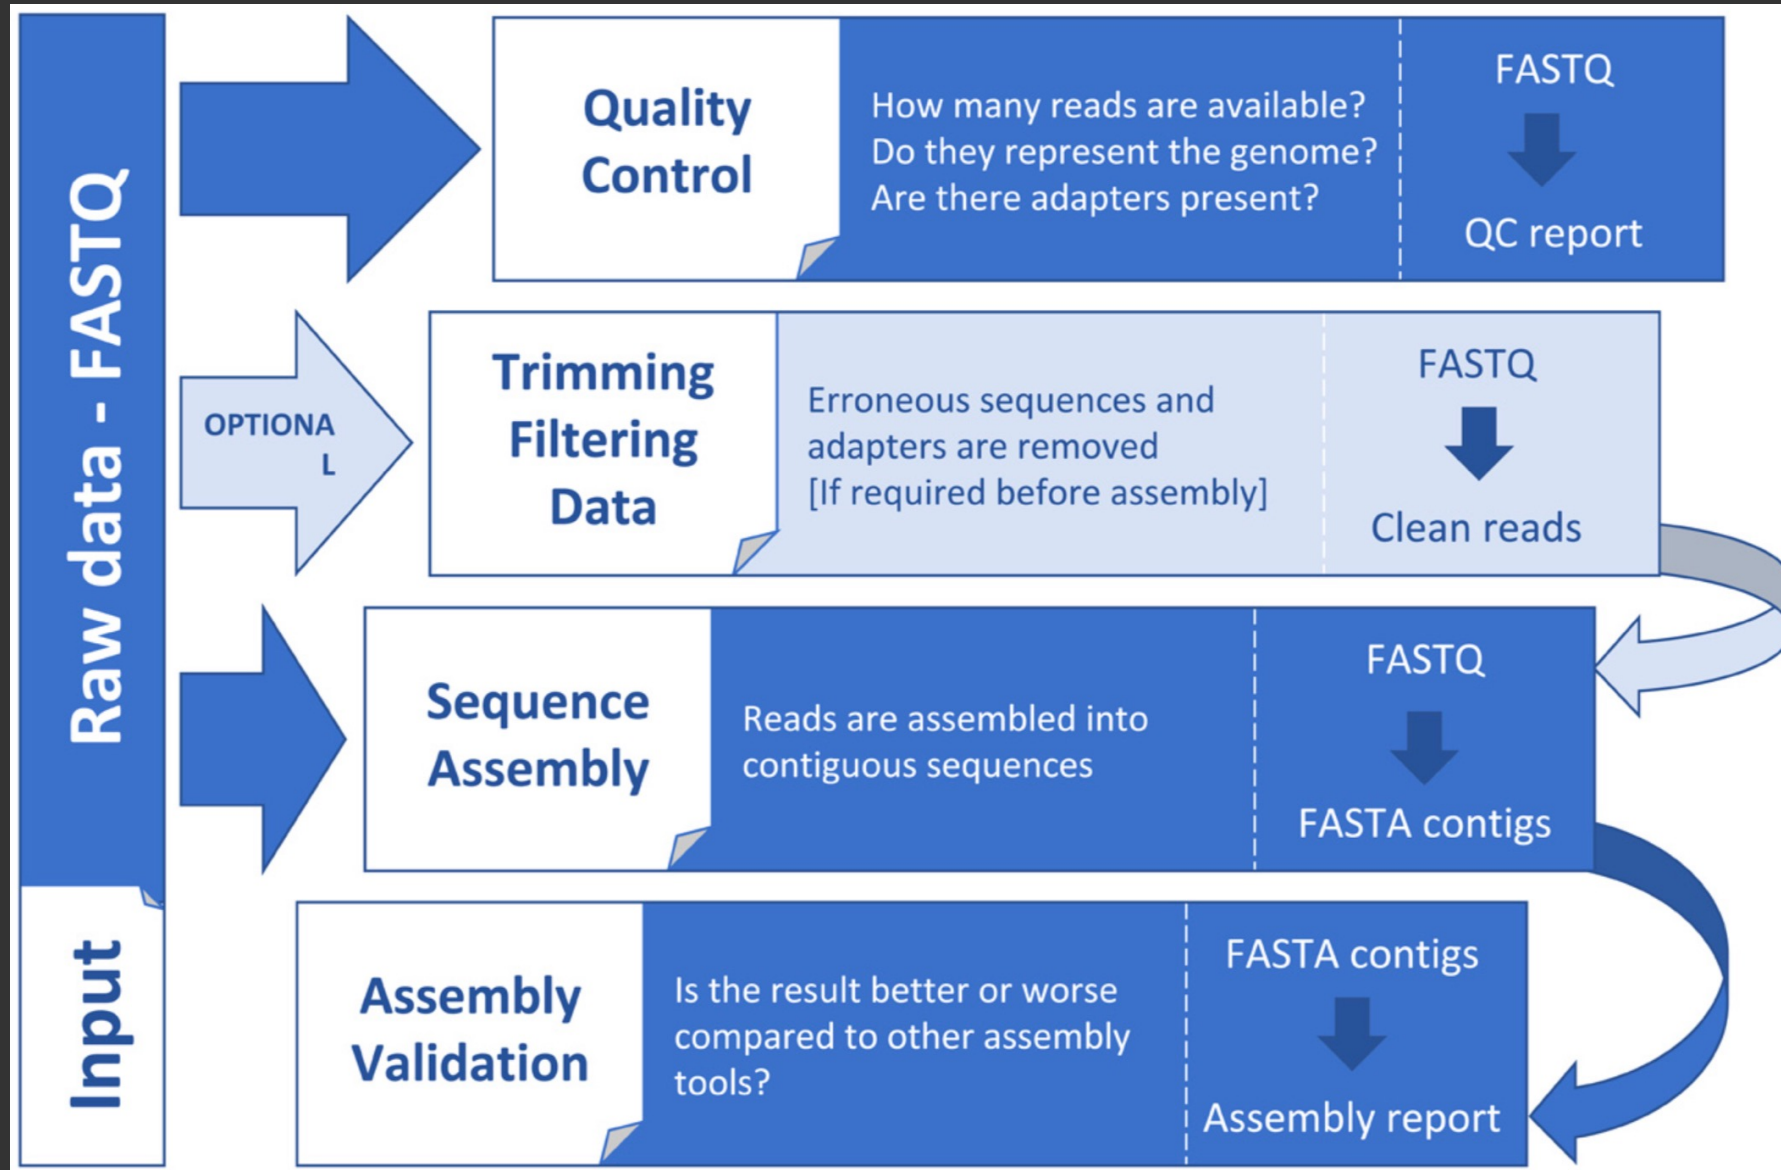 Raw data - FASTQ
Input
Quality
Control
How many reads are available?
Do they represent the genome?
Are there adapters present?
FASTQ
QC report
OPTIONA
L
Trimming
Filtering
Data
Erroneous sequences and
adapters are removed
[If required before assembly]
FASTQ
Clean reads
Sequence
Assembly
Reads are assembled into
contiguous sequences
FASTQ
FASTA contigs
Assembly
Validation
Is the result better or worse
compared to other assembly
tools?
FASTA contigs
Assembly report